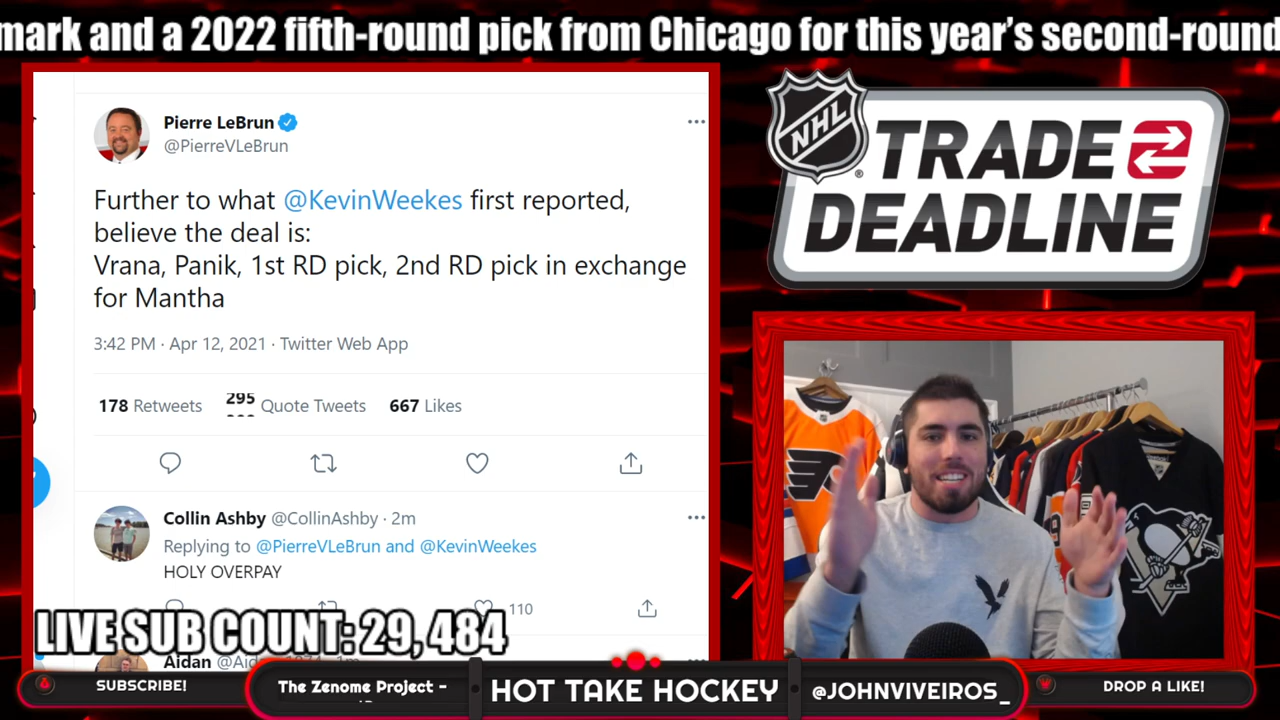 mark and a 2022 fifth-round pick from Chicago for this year's second-round
Pierre LeBrun
@PierreVLeBrun
Further to what @KevinWeekes first reported,
believe the deal is:
Vrana, Panik, 1st RD pick, 2nd RD pick in exchange
for Mantha
3:42 PM · Apr 12, 2021 · Twitter Web App
178 Retweets 295 Quote Tweets 667 Likes
Collin Ashby @CollinAshby · 2m
Replying to @PierreVLeBrun and @KevinWeekes
HOLY OVERPAY
110
LIVE SUB COUNT: 29,484
Aidan
NHL
TRADE
DEADLINE
SUBSCRIBE!
The Zenome Project -
HOT TAKE HOCKEY
@JOHNVIVEIROS_
DROP A LIKE!